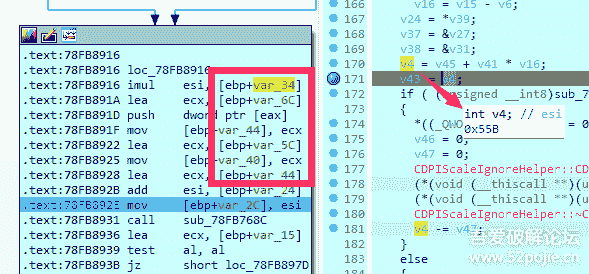 .text:78FB8916
.text:78FB8916 loc_78FB8916
.text:78FB8916 imul esi, [ebp+var_34]
.text:78FB891A lea ecx, [ebp+var_6C]
.text:78FB891D push dword ptr [eax]
.text:78FB891F mov [ebp+var_44], ecx
.text:78FB8922 lea ecx, [ebp+var_5C]
.text:78FB8925 mov [ebp+var_40], ecx
.text:78FB8928 lea ecx, [ebp+var_44]
.text:78FB892B add esi, [ebp+var_24]
.text:78FB892E mov [ebp+var_2C], esi
.text:78FB8931 call sub_78FB768C
.text:78FB8936 lea ecx, [ebp+var_15]
.text:78FB8939 test al, al
.text:78FB893B jz short loc_78FB897D
166 v16 = v15 - v6;
167 v24 = *v39;
168 v37 = &v27;
169 v38 = &v31;
170 v4 = v45 + v41 * v16;
171 v43 =
172 if ( (unsigned __int8)sub_7
{
174 *((_QWO
175 v46 = 0;
176 v47 = 0;
177 CDPIScaleIgnoreHelper::CD
178 (*(void (__thiscall **)(u
179 (*(void (__thiscall **)(u
180 CDPIScaleIgnoreHelper::~C
181 v4 -= v47;
}
else
int v4; // esi
0x55B
吾爱破解论坛
www.52pojie.cn